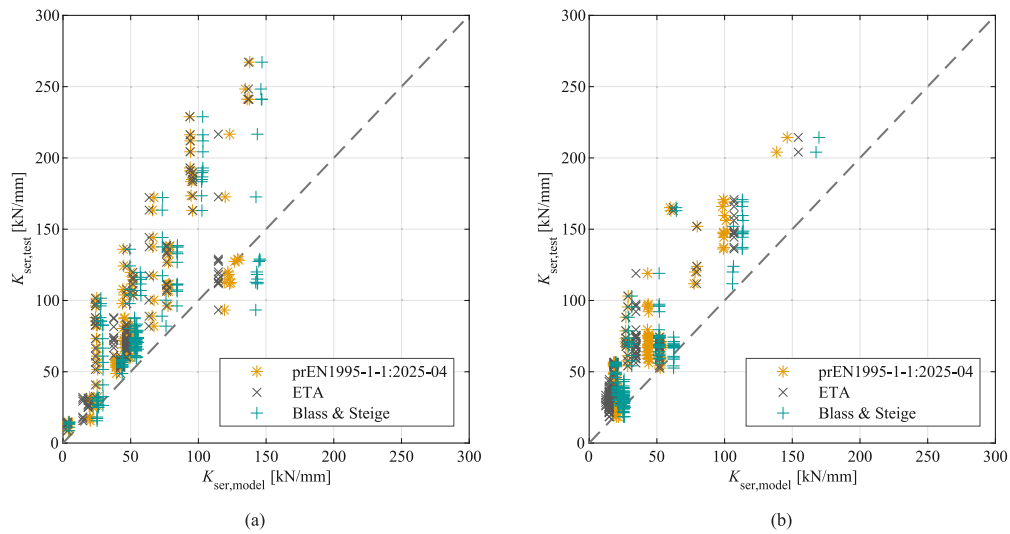 300
250
200
150
100
50
0
K_ser,test [kN/mm]
prEN1995-1-1:2025-04
ETA
Blass & Steige
0 50 100 150 200 250 300
K_ser,model [kN/mm]
(a)
300
250
200
150
100
50
0
K_ser,test [kN/mm]
prEN1995-1-1:2025-04
ETA
Blass & Steige
0 50 100 150 200 250 300
K_ser,model [kN/mm]
(b)